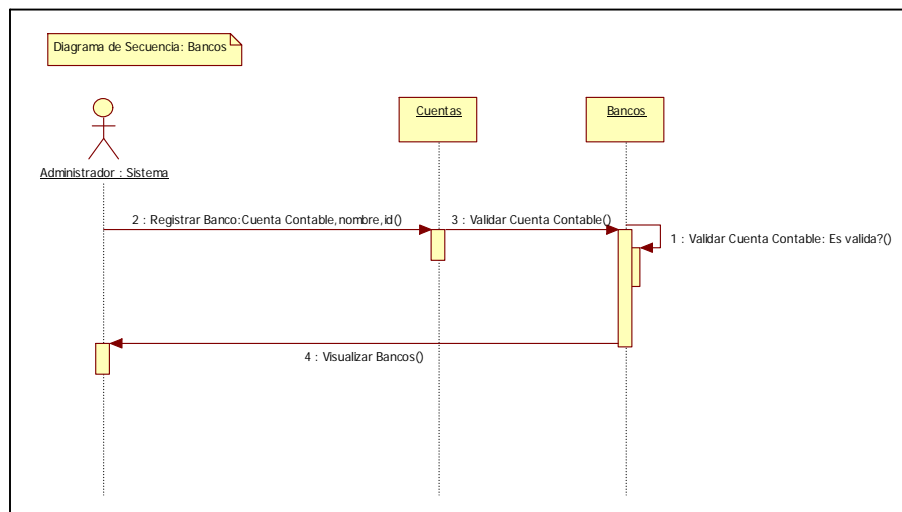 Diagrama de Secuencia: Bancos
Cuentas
Bancos
Administrador : Sistema
2 : Registrar Banco:Cuenta Contable,nombre,id()
3 : Validar Cuenta Contable()
1 : Validar Cuenta Contable: Es valida?()
4 : Visualizar Bancos()